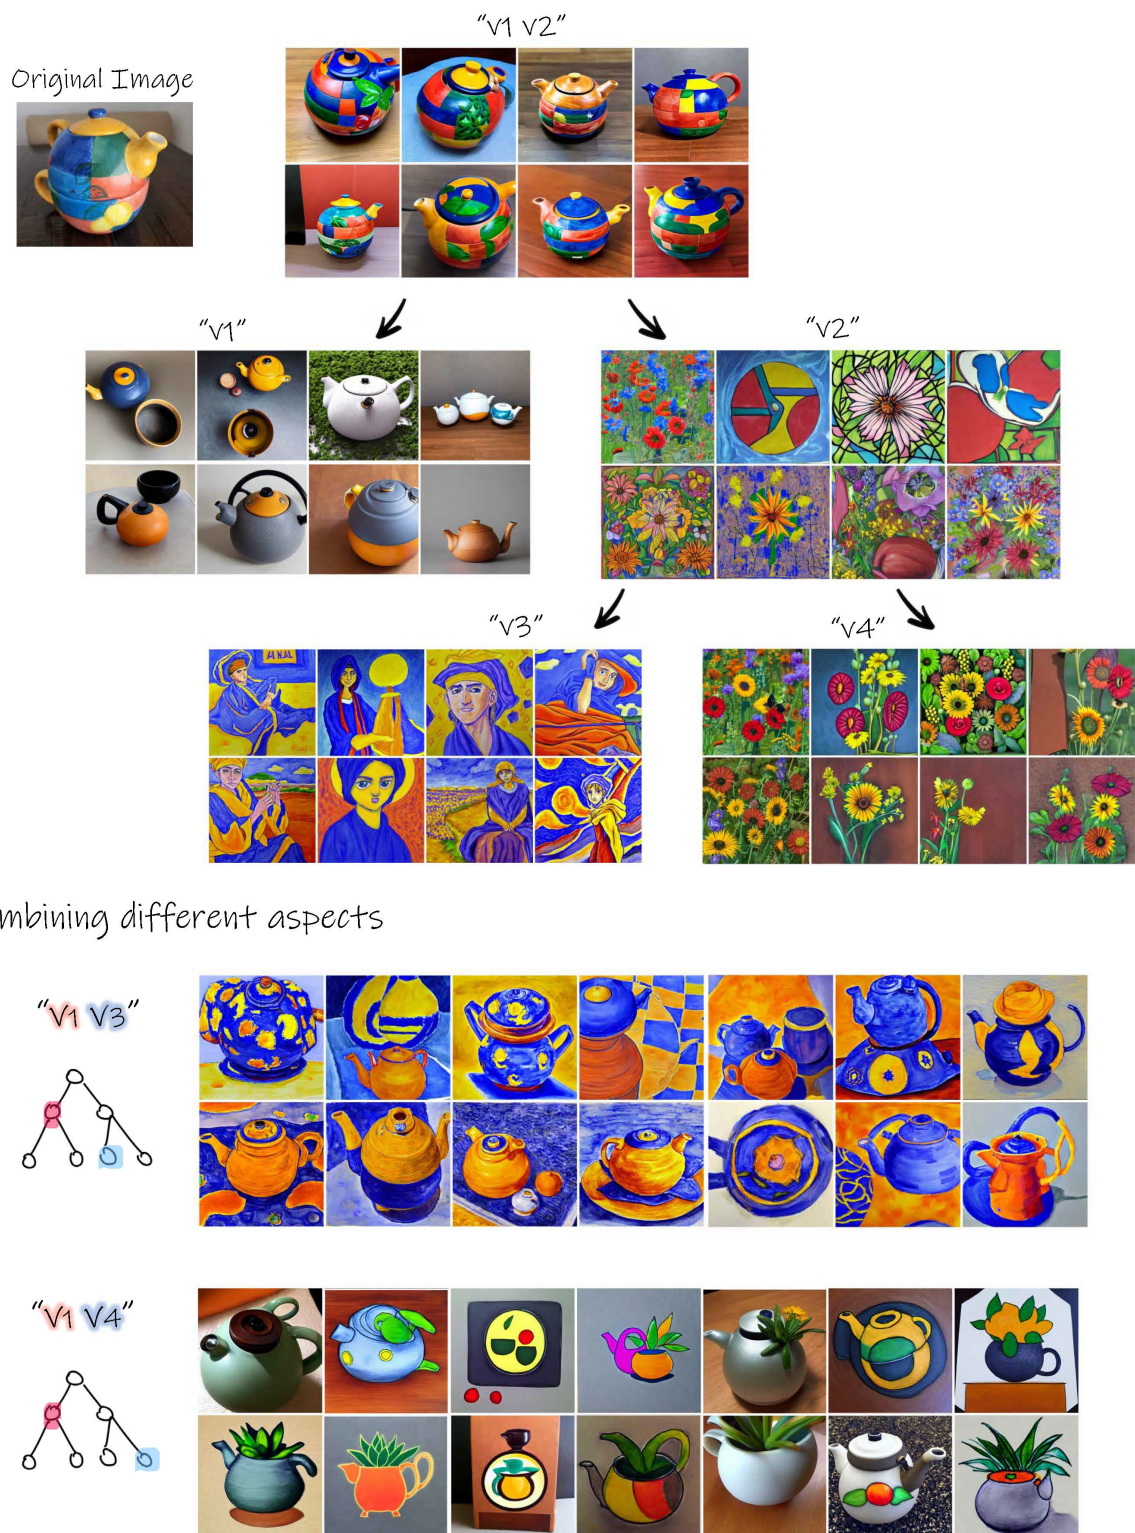 "v1 v2"
Original Image
"v1"
"v2"
"v3"
"v4"
mbining different aspects
"v1 v3"
"v1 v4"